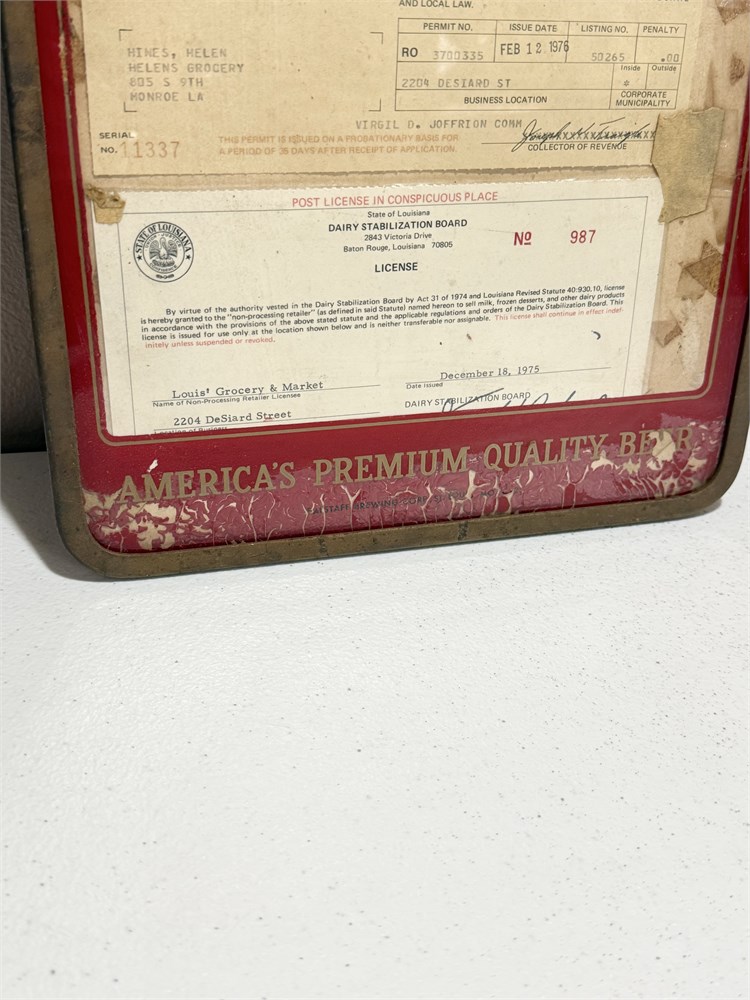 AND LOCAL LAW.
PERMIT NO. ISSUE DATE LISTING NO. PENALTY
RO 3700335 FEB 12 1976 50265 .00
HINES, HELEN
HELENS GROCERY
805 S 9TH
MONROE LA
Inside Outside
2204 DESIARD ST *
BUSINESS LOCATION CORPORATE
MUNICIPALITY
VIRGIL D. JOFFRION COMM
COLLECTOR OF REVENUE
SERIAL
NO. 11337
THIS PERMIT IS ISSUED ON A PROBATIONARY BASIS FOR
A PERIOD OF 35 DAYS AFTER RECEIPT OF APPLICATION.
POST LICENSE IN CONSPICUOUS PLACE
State of Louisiana
DAIRY STABILIZATION BOARD
2843 Victoria Drive
Baton Rouge, Louisiana 70805
STATE OF LOUISIANA
No 987
LICENSE
By virtue of the authority vested in the Dairy Stabilization Board by Act 31 of 1974 and Louisiana Revised Statute 40:930.10, license
is hereby granted to the "non-processing retailer" (as defined in said Statute) named hereon to sell milk, frozen desserts, and other dairy products
in accordance with the provisions of the above stated statute and the applicable regulations and orders of the Dairy Stabilization Board. This
license is issued for use only at the location shown below and is neither transferable nor assignable. This license shall continue in effect indef-
initely unless suspended or revoked.
Louis' Grocery & Market December 18, 1975
Name of Non-Processing Retailer Licensee Date Issued
2204 DeSiard Street DAIRY STABILIZATION BOARD
AMERICA'S PREMIUM QUALITY BEER
FALSTAFF BREWING CORP. ST. LOUIS, MO.